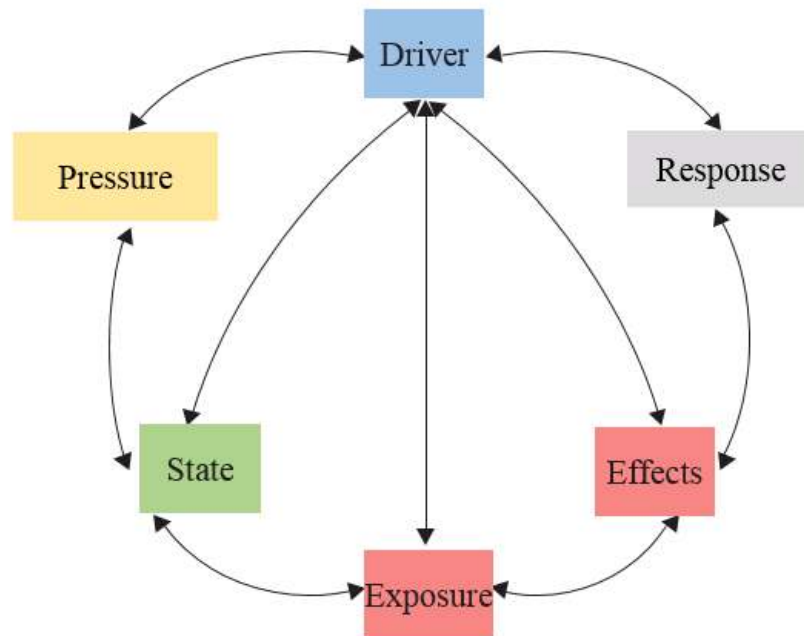 Driver
Pressure
Response
State
Effects
Exposure